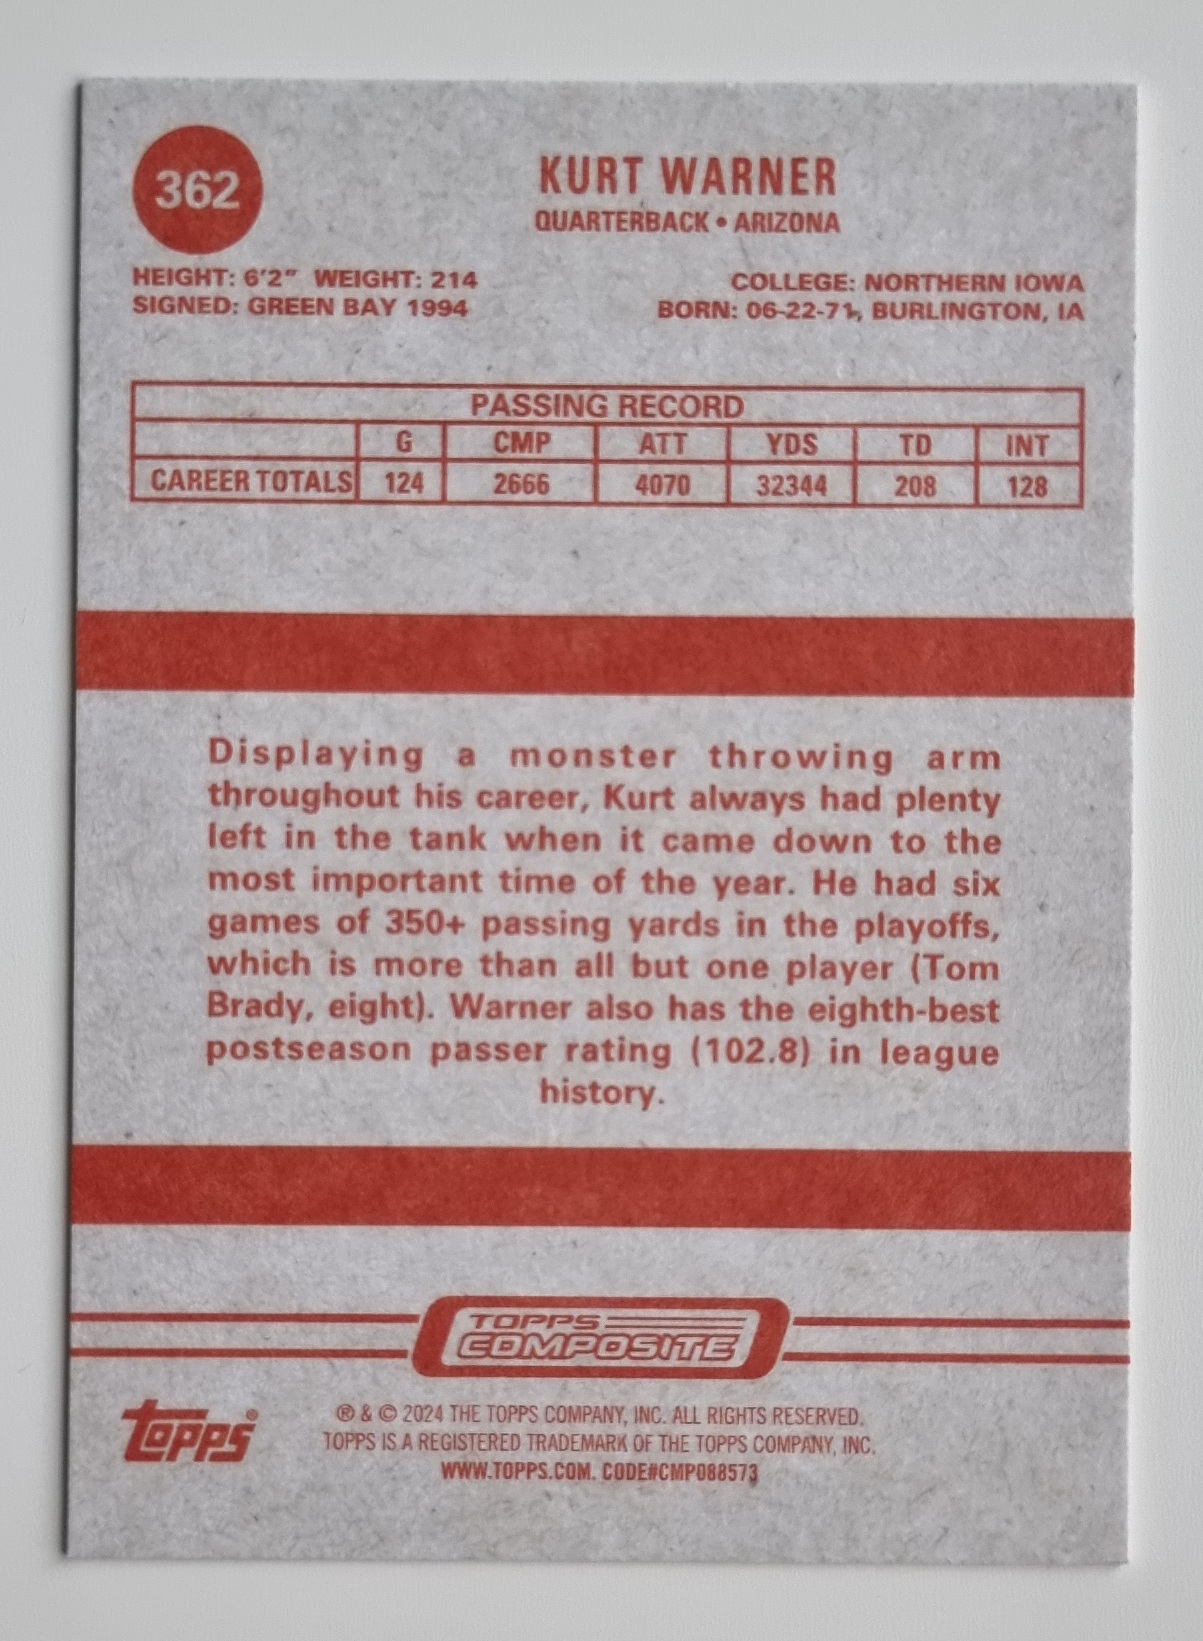 362
KURT WARNER
QUARTERBACK • ARIZONA
HEIGHT: 6'2" WEIGHT: 214
SIGNED: GREEN BAY 1994
COLLEGE: NORTHERN IOWA
BORN: 06-22-71, BURLINGTON, IA
PASSING RECORD
G CMP ATT YDS TD INT
CAREER TOTALS 124 2666 4070 32344 208 128
Displaying a monster throwing arm
throughout his career, Kurt always had plenty
left in the tank when it came down to the
most important time of the year. He had six
games of 350+ passing yards in the playoffs,
which is more than all but one player (Tom
Brady, eight). Warner also has the eighth-best
postseason passer rating (102.8) in league
history.
TOPPS
COMPOSITE
Topps®
® & © 2024 THE TOPPS COMPANY, INC. ALL RIGHTS RESERVED.
TOPPS IS A REGISTERED TRADEMARK OF THE TOPPS COMPANY, INC.
WWW.TOPPS.COM. CODE#CMP088573